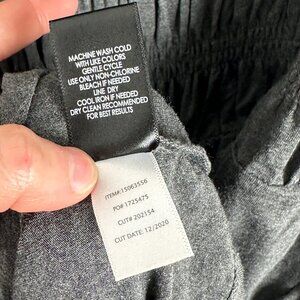 MACHINE WASH COLD
WITH LIKE COLORS
GENTLE CYCLE
USE ONLY NON-CHLORINE
BLEACH IF NEEDED
LINE DRY
COOL IRON IF NEEDED
DRY CLEAN RECOMMENDED
FOR BEST RESULTS
ITEM#:15063556
PO#:1725475
CUT#:202154
CUT DATE: 12/2020